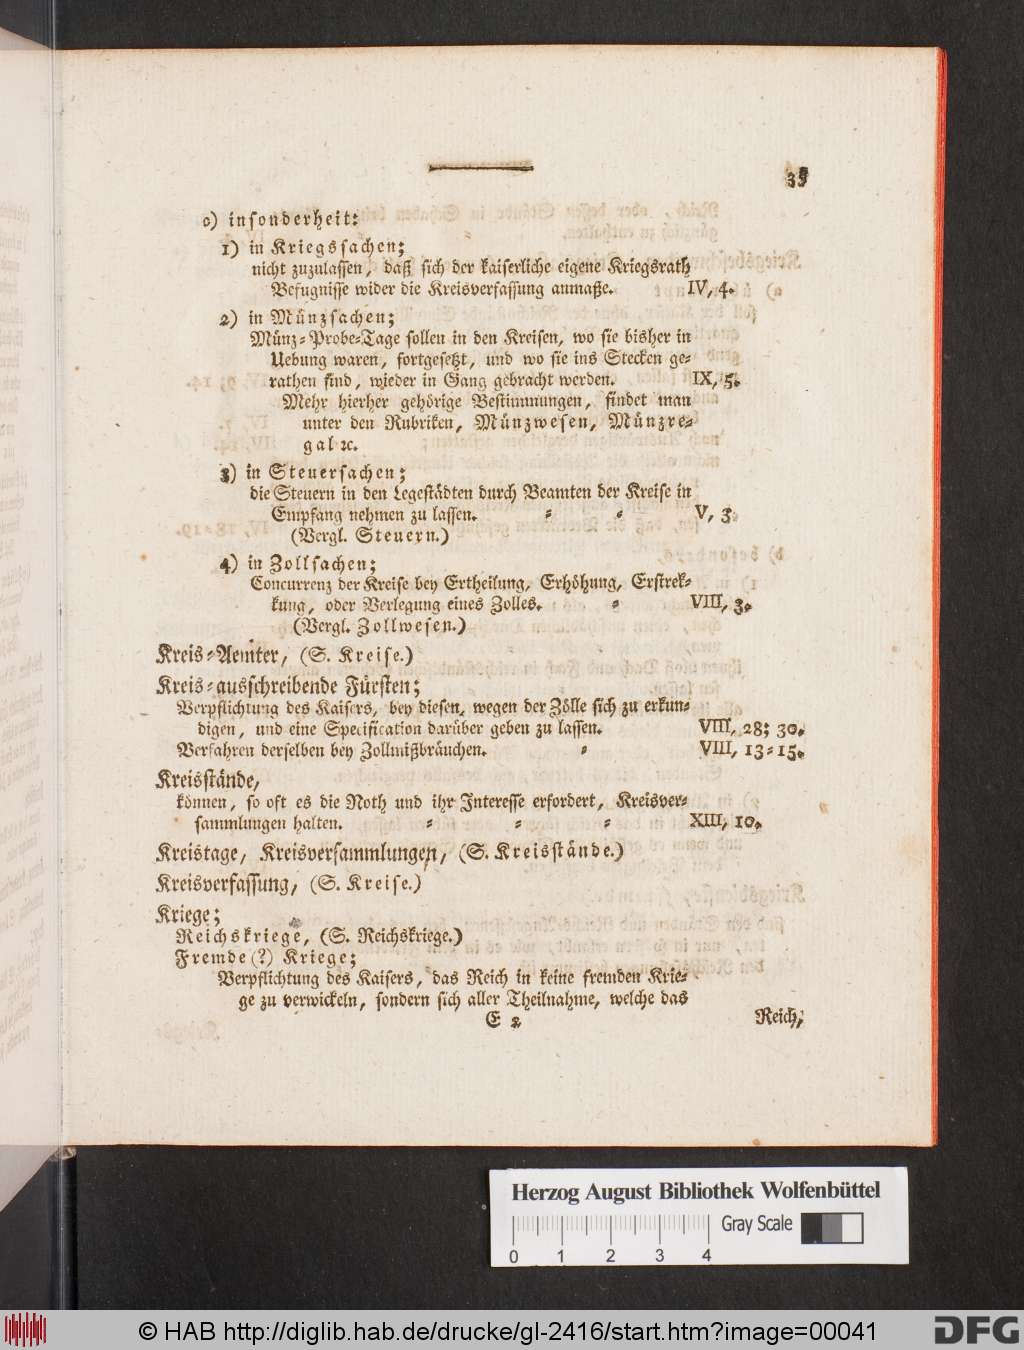 35
c) insonderheit:
1) in Kriegssachen;
nicht zuzulassen, daß sich der kaiserliche eigene Kriegsrath
Befugnisse wider die Kreisverfassung anmaße. IV, 4.
2) in Münzsachen;
Münz-Probe-Tage sollen in den Kreisen, wo sie bisher in
Uebung waren, fortgesetzt, und wo sie ins Stecken ge-
rathen sind, wieder in Gang gebracht werden. IX, 5.
Mehr hierher gehörige Bestimmungen, findet man
unter den Rubriken, Münzwesen, Münzre-
gal ꝛc.
3) in Steuersachen;
die Steuern in den Legestädten durch Beamten der Kreise in
Empfang nehmen zu lassen. - - V, 3.
(Vergl. Steuern.)
4) in Zollsachen;
Concurrenz der Kreise bey Ertheilung, Erhöhung, Erstrek-
kung, oder Verlegung eines Zolles. - VIII, 3.
(Vergl. Zollwesen.)
Kreis-Aemter, (S. Kreise.)
Kreis-ausschreibende Fürsten;
Verpflichtung des Kaisers, bey diesen, wegen der Zölle sich zu erkun-
digen, und eine Specification darüber geben zu lassen. VIII, 28; 30.
Verfahren derselben bey Zollmißbräuchen. - VIII, 13-15.
Kreisstände,
können, so oft es die Noth und ihr Interesse erfordert, Kreisver-
sammlungen halten. - - - XIII, 10.
Kreistage, Kreisversammlungen, (S. Kreisstände.)
Kreisverfassung, (S. Kreise.)
Kriege;
Reichskriege, (S. Reichskriege.)
Fremde (?) Kriege;
Verpflichtung des Kaisers, das Reich in keine fremden Krie-
ge zu verwickeln, sondern sich aller Theilnahme, welche das
E 2 Reich,
Herzog August Bibliothek Wolfenbüttel
Gray Scale
0 1 2 3 4
© HAB http://diglib.hab.de/drucke/gl-2416/start.htm?image=00041
DFG